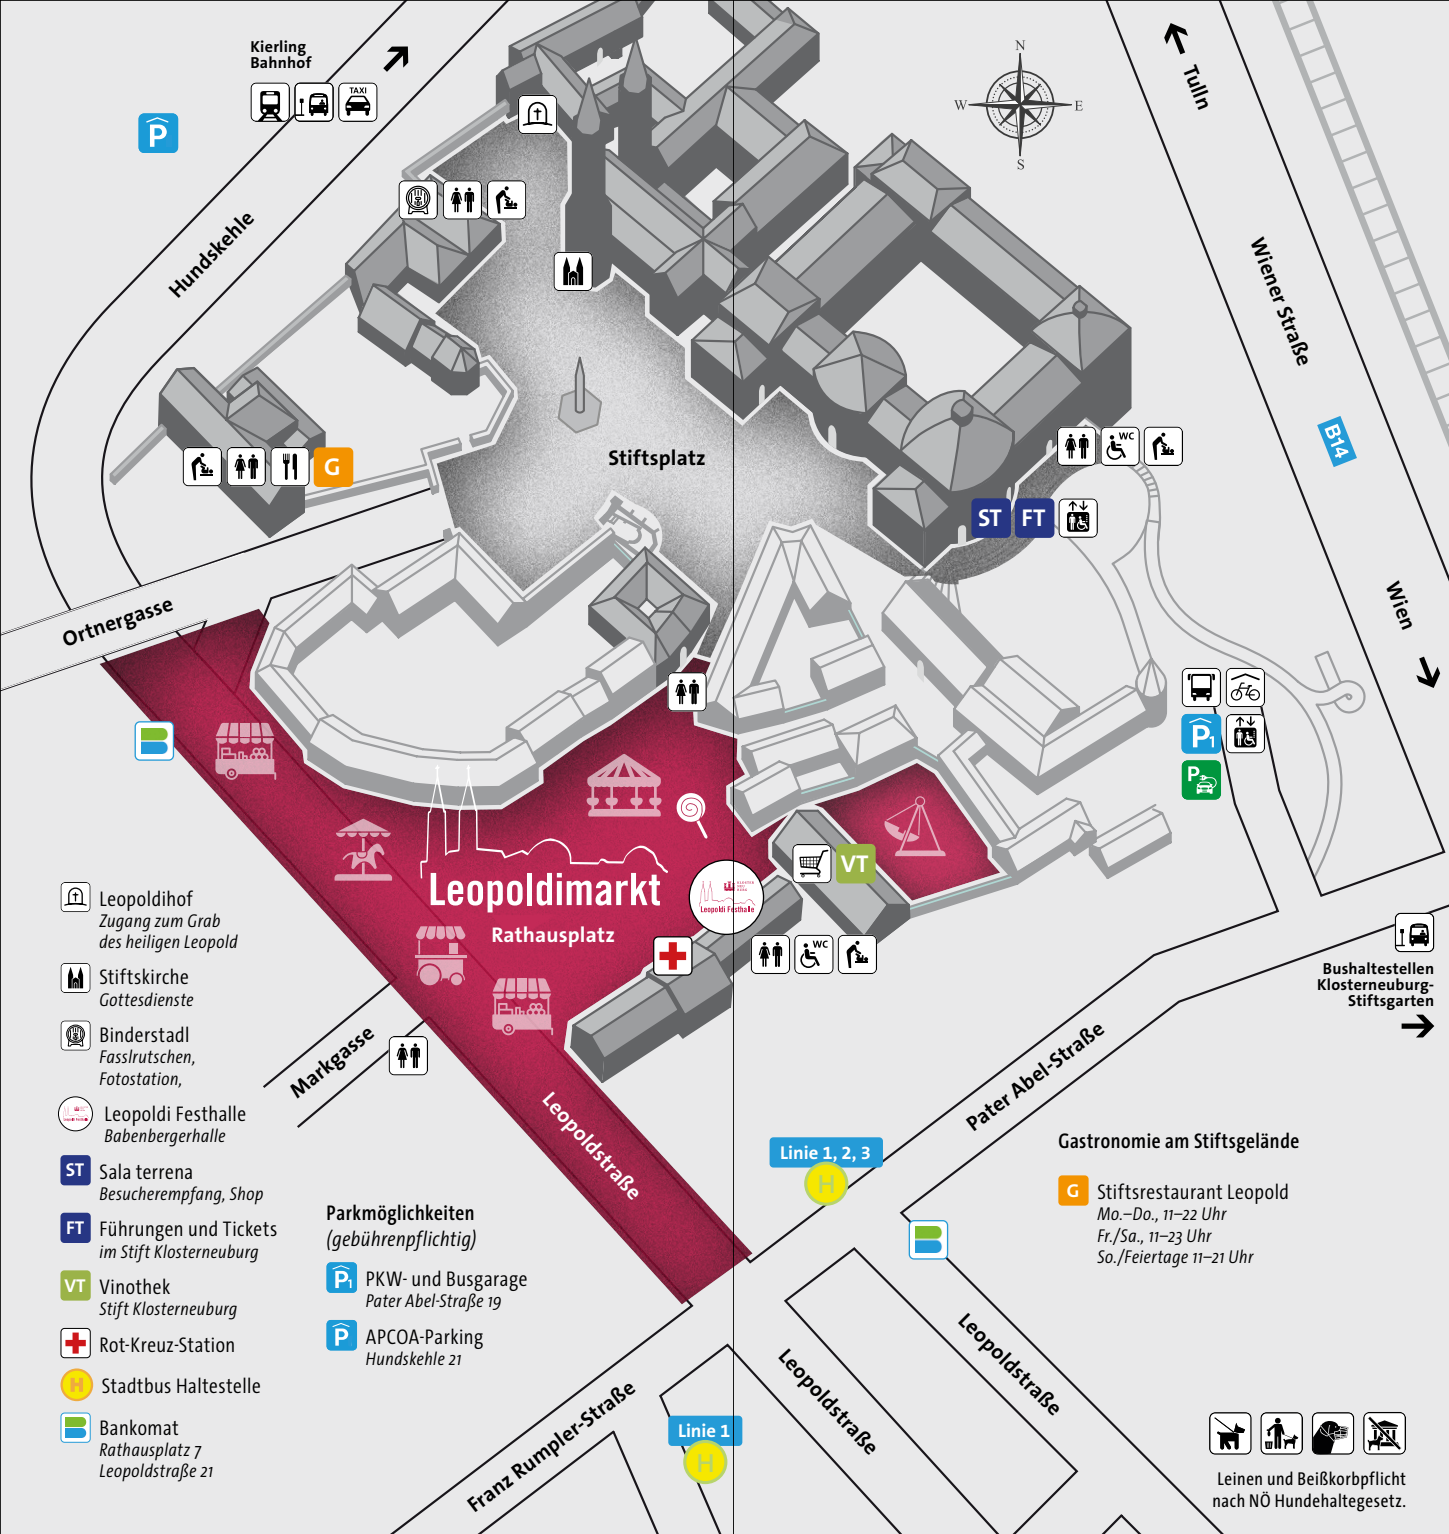 Kierling
Bahnhof
TAXI
P
Hundskehle
N
W
E
S
Tulln
Wiener Straße
B14
Wien
Stiftsplatz
G
WC
ST
FT
Ortnergasse
P1
P
Leopoldimarkt
Rathausplatz
VT
Leopoldi Festhalle
WC
Markgasse
Leopoldstraße
Bushaltestellen
Klosterneuburg-
Stiftsgarten
Pater Abel-Straße
Linie 1, 2, 3
H
Leopoldihof
Zugang zum Grab
des heiligen Leopold
Stiftskirche
Gottesdienste
Binderstadl
Fasslrutschen,
Fotostation,
Leopoldi Festhalle
Babenbergerhalle
ST Sala terrena
Besucherempfang, Shop
FT Führungen und Tickets
im Stift Klosterneuburg
VT Vinothek
Stift Klosterneuburg
Rot-Kreuz-Station
H Stadtbus Haltestelle
Bankomat
Rathausplatz 7
Leopoldstraße 21
Parkmöglichkeiten
(gebührenpflichtig)
P1 PKW- und Busgarage
Pater Abel-Straße 19
P APCOA-Parking
Hundskehle 21
Gastronomie am Stiftsgelände
G Stiftsrestaurant Leopold
Mo.–Do., 11–22 Uhr
Fr./Sa., 11–23 Uhr
So./Feiertage 11–21 Uhr
Leopoldstraße
Leopoldstraße
Franz Rumpler-Straße
Linie 1
H
Leinen und Beißkorbpflicht
nach NÖ Hundehaltegesetz.